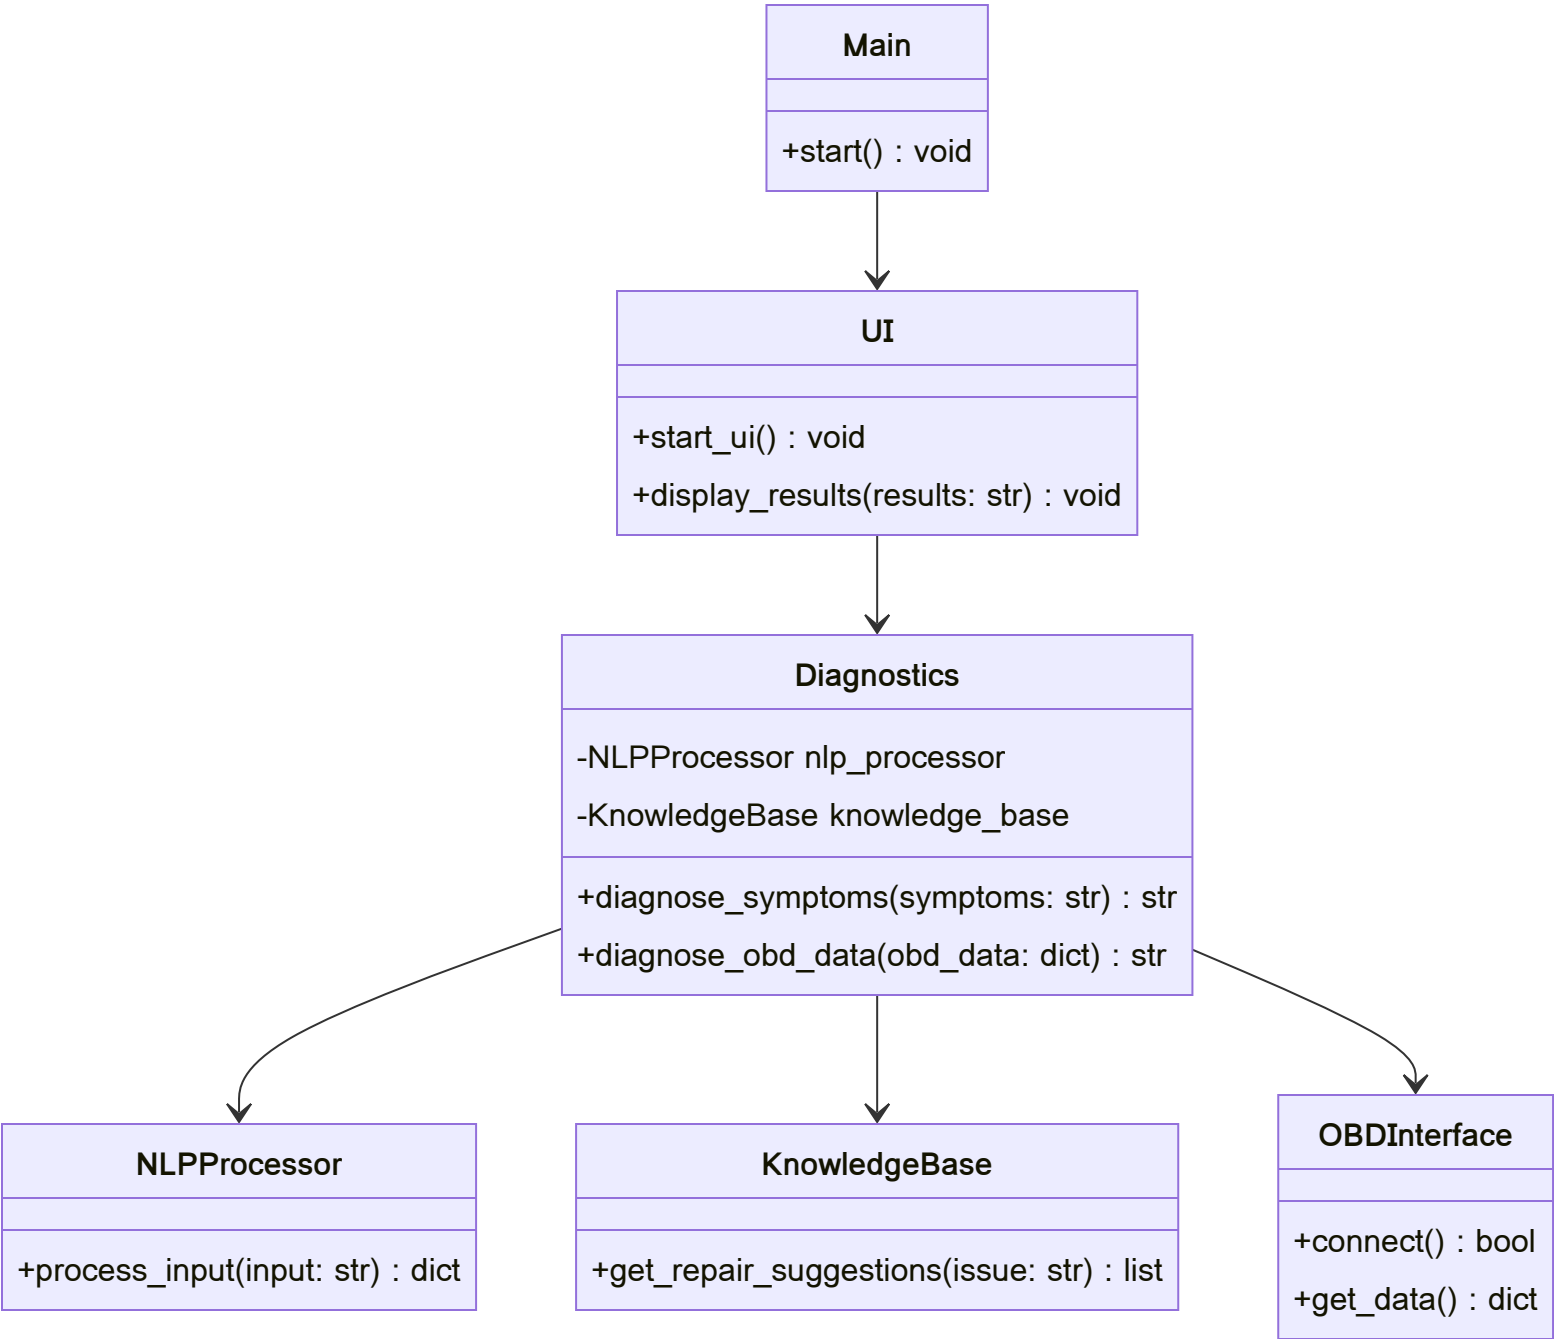 Main
+start() : void
UI
+start_ui() : void
+display_results(results: str) : void
Diagnostics
-NLPProcessor nlp_processor
-KnowledgeBase knowledge_base
+diagnose_symptoms(symptoms: str) : str
+diagnose_obd_data(obd_data: dict) : str
NLPProcessor
+process_input(input: str) : dict
KnowledgeBase
+get_repair_suggestions(issue: str) : list
OBDInterface
+connect() : bool
+get_data() : dict